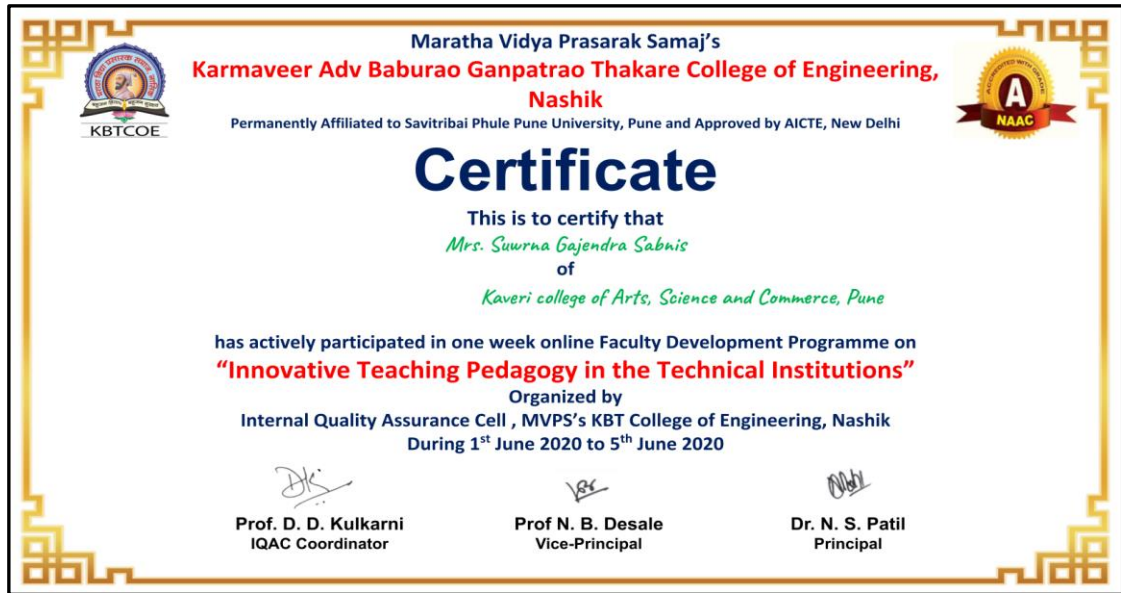 Maratha Vidya Prasarak Samaj's
Karmaveer Adv Baburao Ganpatrao Thakare College of Engineering,
Nashik
Permanently Affiliated to Savitribai Phule Pune University, Pune and Approved by AICTE, New Delhi
KBTCOE
ACCREDITED WITH GRADE
A
NAAC
Certificate
This is to certify that
Mrs. Suwrna Gajendra Sabnis
of
Kaveri college of Arts, Science and Commerce, Pune
has actively participated in one week online Faculty Development Programme on
“Innovative Teaching Pedagogy in the Technical Institutions”
Organized by
Internal Quality Assurance Cell , MVPS's KBT College of Engineering, Nashik
During 1st June 2020 to 5th June 2020
Prof. D. D. Kulkarni
IQAC Coordinator
Prof N. B. Desale
Vice-Principal
Dr. N. S. Patil
Principal